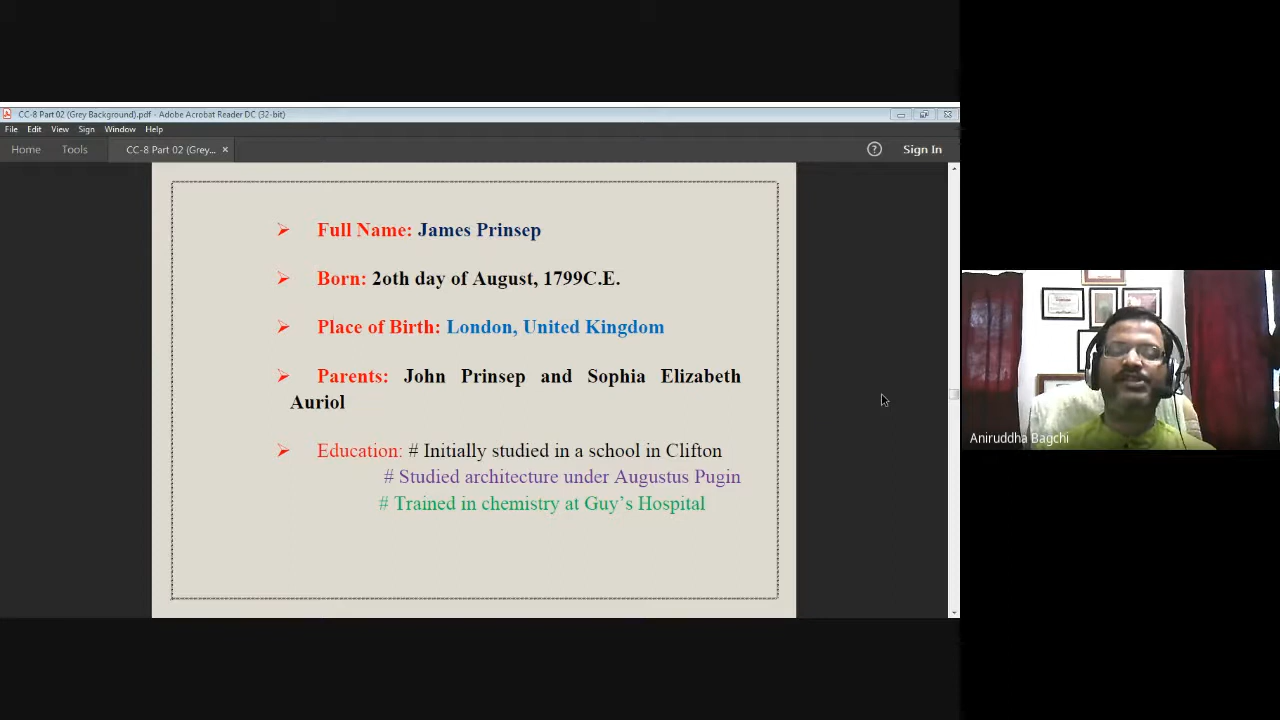 CC-8 Part 02 (Grey Background).pdf - Adobe Acrobat Reader DC (32-bit)
File Edit View Sign Window Help
Home Tools CC-8 Part 02 (Grey... × ? Sign In
Full Name: James Prinsep
Born: 2oth day of August, 1799C.E.
Place of Birth: London, United Kingdom
Parents: John Prinsep and Sophia Elizabeth
Auriol
Education: # Initially studied in a school in Clifton
# Studied architecture under Augustus Pugin
# Trained in chemistry at Guy’s Hospital
Aniruddha Bagchi